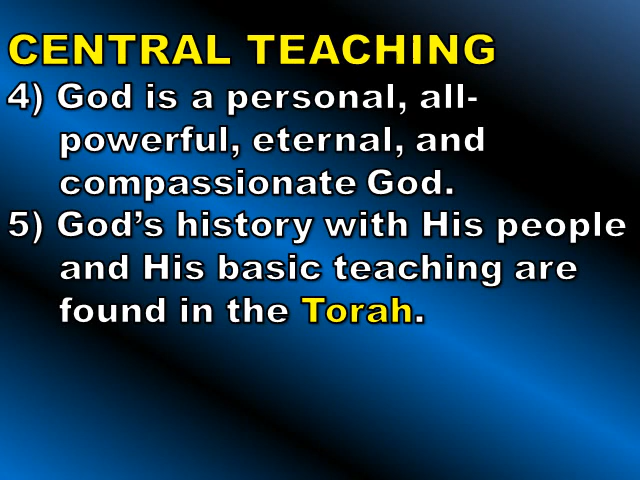 CENTRAL TEACHING
4) God is a personal, all-
powerful, eternal, and
compassionate God.
5) God’s history with His people
and His basic teaching are
found in the Torah.